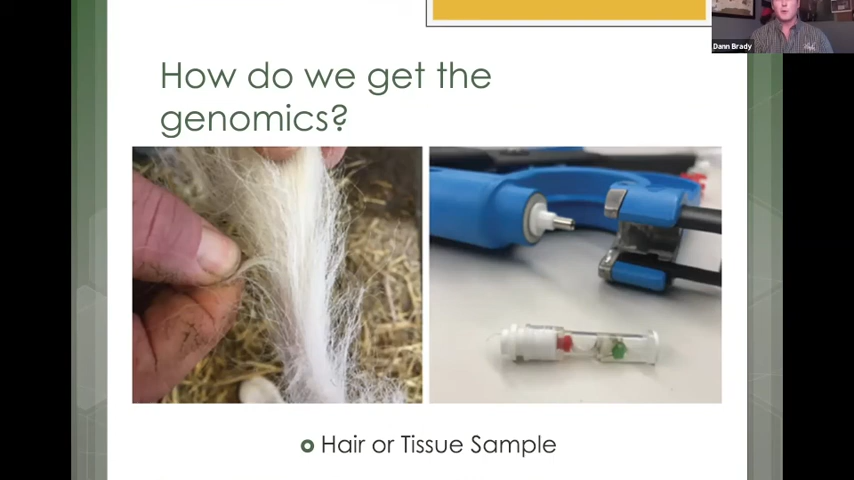 Dann Brady
How do we get the
genomics?
Hair or Tissue Sample